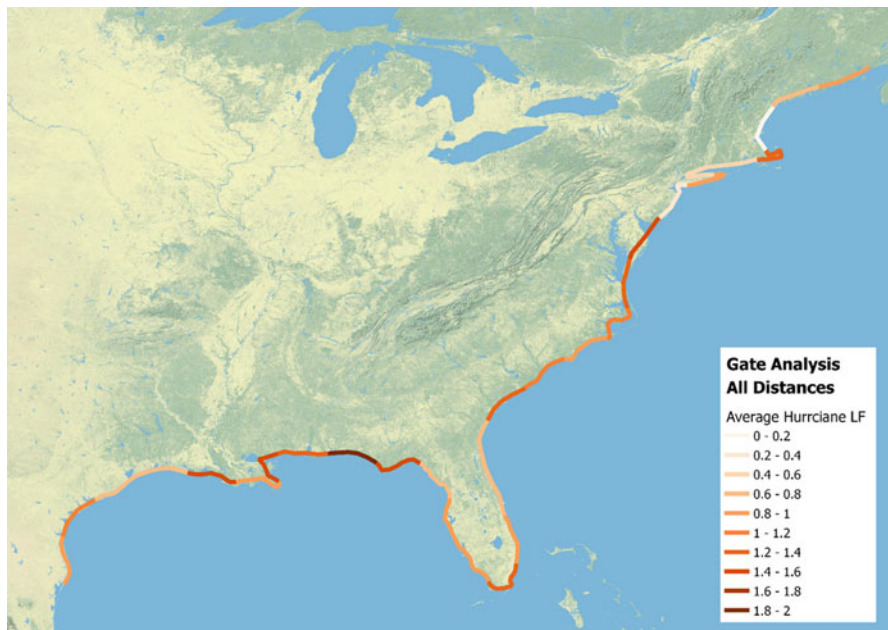 Gate Analysis
All Distances
Average Hurrciane LF
0 - 0.2
0.2 - 0.4
0.4 - 0.6
0.6 - 0.8
0.8 - 1
1 - 1.2
1.2 - 1.4
1.4 - 1.6
1.6 - 1.8
1.8 - 2